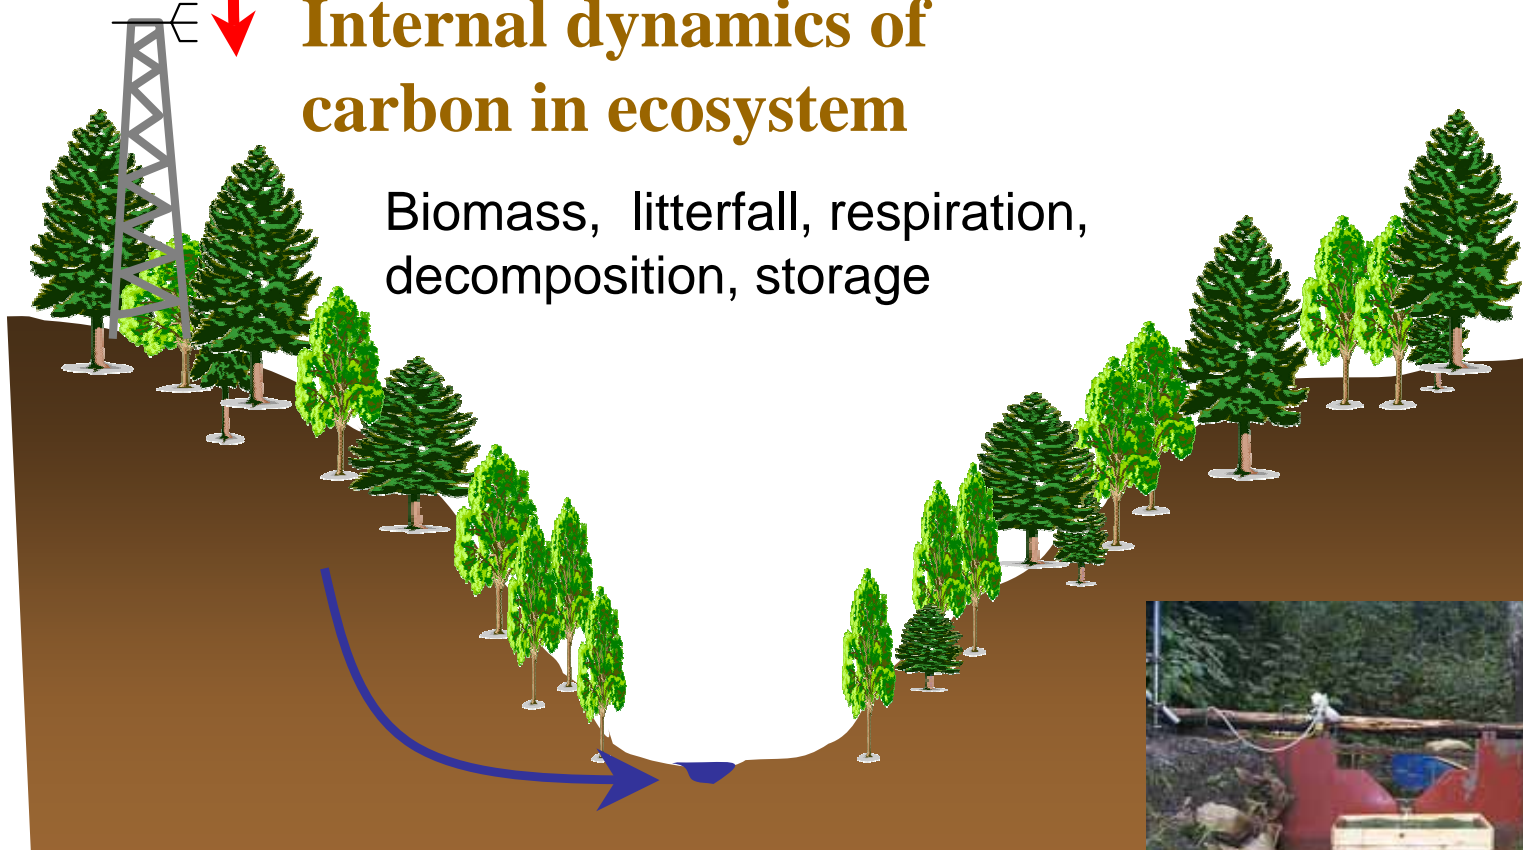 Internal dynamics of
carbon in ecosystem
Biomass, litterfall, respiration,
decomposition, storage